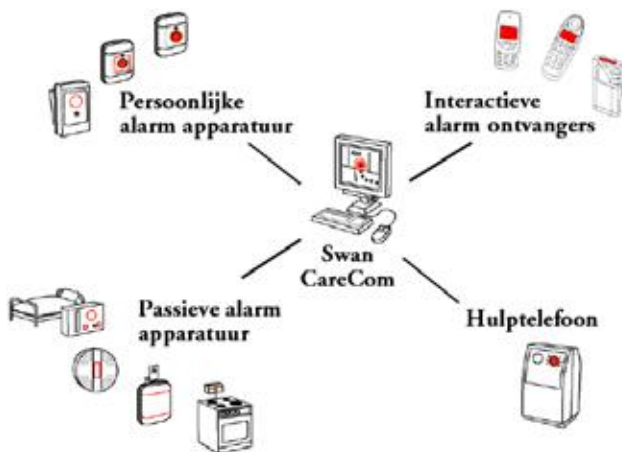 Persoonlijke
alarm apparatuur
Interactieve
alarm ontvangers
Swan
CareCom
Passieve alarm
apparatuur
Hulptelefoon